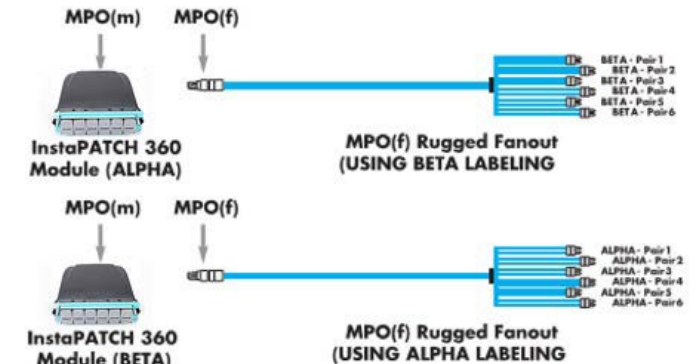 MPO(m) MPO(f)
BETA - Pair1
BETA - Pair2
BETA - Pair3
BETA - Pair4
BETA - Pair5
BETA - Pair6
InstaPATCH 360
Module (ALPHA)
MPO(f) Rugged Fanout
(USING BETA LABELING
MPO(m) MPO(f)
ALPHA - Pair1
ALPHA - Pair2
ALPHA - Pair3
ALPHA - Pair4
ALPHA - Pair5
ALPHA - Pair6
InstaPATCH 360
Module (BETA)
MPO(f) Rugged Fanout
(USING ALPHA LABELING